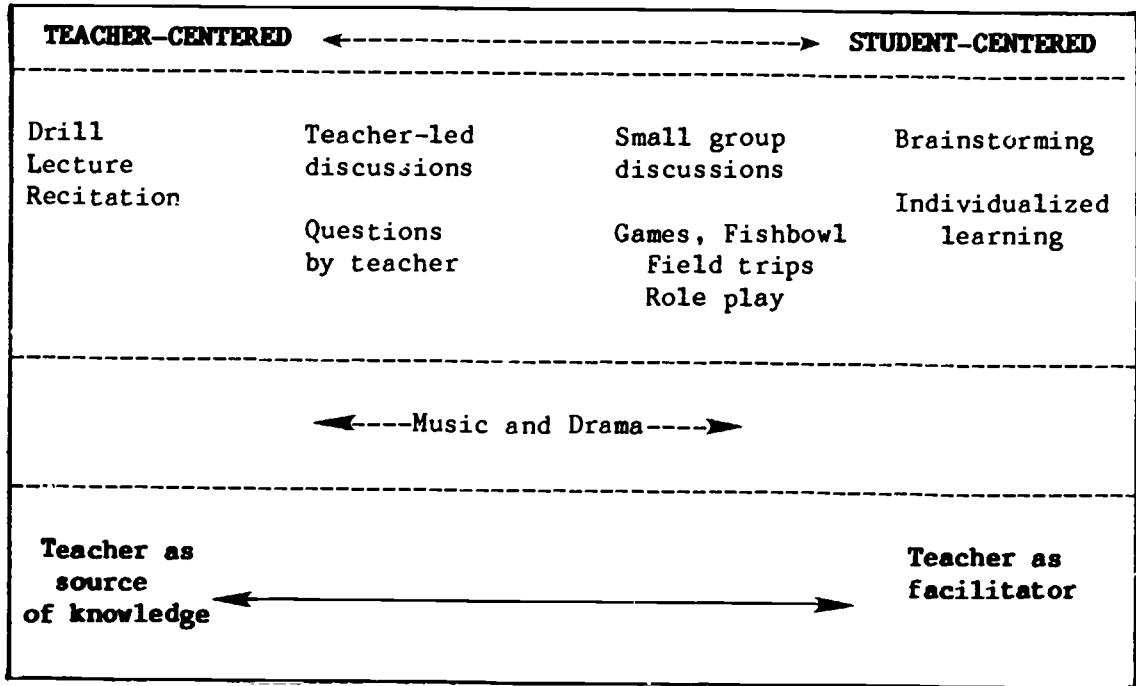 TEACHER-CENTERED <--------------------------> STUDENT-CENTERED
Drill
Lecture
Recitation
Teacher-led
discussions
Questions
by teacher
Small group
discussions
Games, Fishbowl
Field trips
Role play
Brainstorming
Individualized
learning
<----Music and Drama---->
Teacher as
source
of knowledge
Teacher as
facilitator